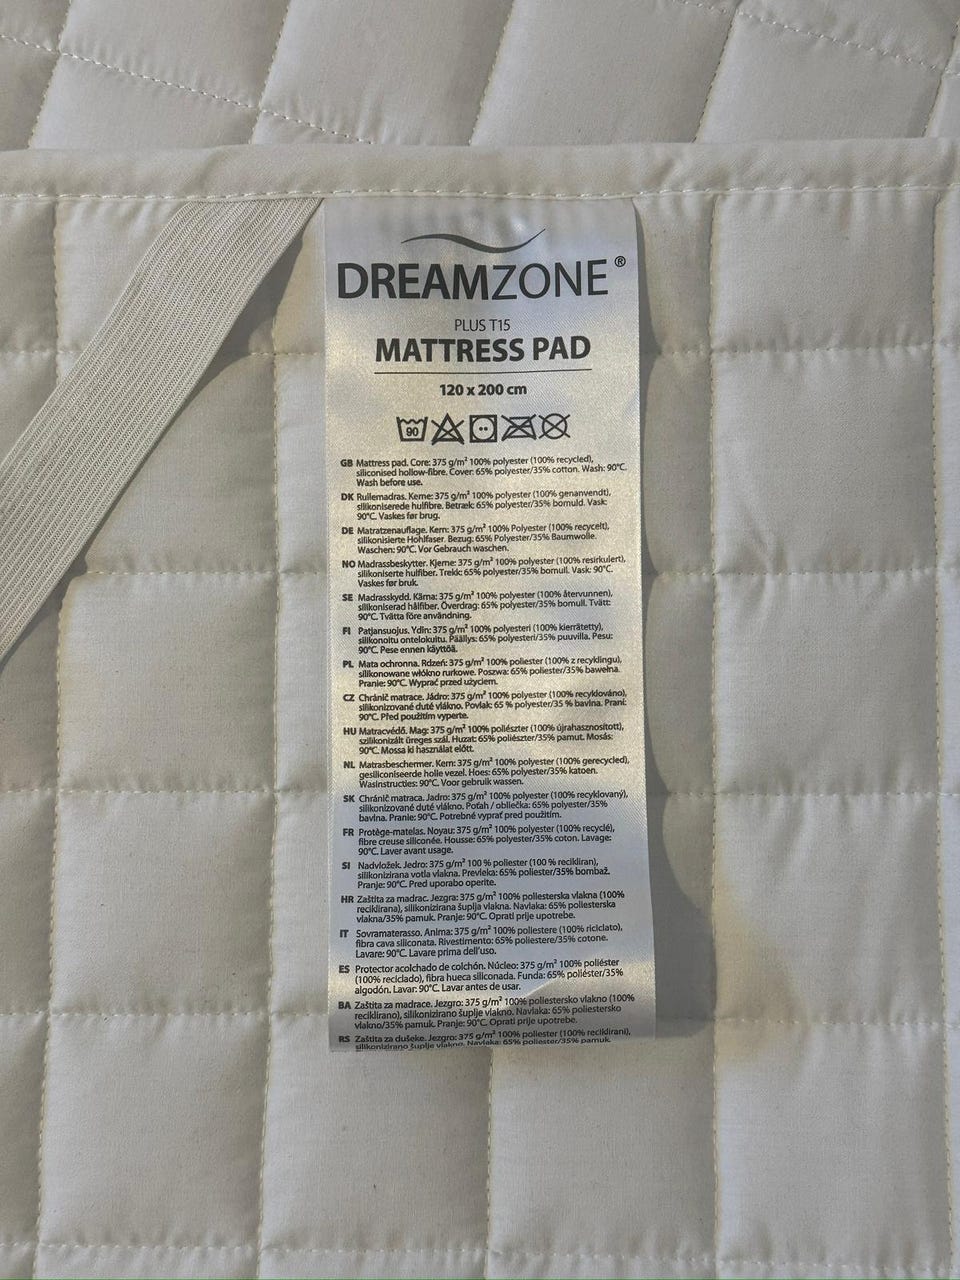 DREAMZONE®
PLUS T15
MATTRESS PAD
120 x 200 cm
90
GB Mattress pad. Core: 375 g/m² 100% polyester (100% recycled),
siliconised hollow-fibre. Cover: 65% polyester/35% cotton. Wash: 90°C.
Wash before use.
DK Rullemadras. Kerne: 375 g/m² 100% polyester (100% genanvendt),
silikoniserede hulfibre. Betræk: 65% polyester/35% bomuld. Vask:
90°C. Vaskes før brug.
DE Matratzenauflage. Kern: 375 g/m² 100% Polyester (100% recycelt),
silikonisierte Hohlfaser. Bezug: 65% Polyester/35% Baumwolle.
Waschen: 90°C. Vor Gebrauch waschen.
NO Madrassbeskytter. Kjerne: 375 g/m² 100% polyester (100% resirkulert),
silikoniserte hulfiber. Trekk: 65% polyester/35% bomull. Vask: 90°C.
Vaskes før bruk.
SE Madrasskydd. Kärna: 375 g/m² 100% polyester (100% återvunnen),
silikoniserad hålfiber. Överdrag: 65% polyester/35% bomull. Tvätt:
90°C. Tvätta före användning.
FI Patjansuojus. Ydin: 375 g/m² 100% polyesteri (100% kierrätetty),
silikonoitu ontelokuitu. Päällys: 65% polyesteri/35% puuvilla. Pesu:
90°C. Pese ennen käyttöä.
PL Mata ochronna. Rdzeń: 375 g/m² 100% poliester (100% z recyklingu),
silikonowane włókno rurkowe. Poszwa: 65% poliester/35% bawełna.
Pranie: 90°C. Wyprać przed użyciem.
CZ Chránič matrace. Jádro: 375 g/m² 100% polyester (100% recyklováno),
silikonizované duté vlákno. Povlak: 65 % polyester/35 % bavlna. Praní:
90°C. Před použitím vyperte.
HU Matracvédő. Mag: 375 g/m² 100% poliészter (100% újrahasznosított),
szilikonizált üreges szál. Huzat: 65% poliészter/35% pamut. Mosás:
90°C. Mossa ki használat előtt.
NL Matrasbeschermer. Kern: 375 g/m² 100% polyester (100% gerecycled),
gesiliconiseerde holle vezel. Hoes: 65% polyester/35% katoen.
Wasinstructies: 90°C. Voor gebruik wassen.
SK Chránič matraca. Jadro: 375 g/m² 100% polyester (100% recyklovaný),
silikonizované duté vlákno. Poťah / obliečka: 65% polyester/35%
bavlna. Pranie: 90°C. Potrebné vyprať pred použitím.
FR Protège-matelas. Noyau: 375 g/m² 100% polyester (100% recyclé),
fibre creuse siliconée. Housse: 65% polyester/35% coton. Lavage:
90°C. Laver avant usage.
SI Nadvložek. Jedro: 375 g/m² 100 % poliester (100 % recikliran),
silikonizirana votla vlakna. Prevleka: 65% poliester/35% bombaž.
Pranje: 90°C. Pred uporabo operite.
HR Zaštita za madrac. Jezgra: 375 g/m² 100% poliesterska vlakna (100%
reciklirana), silikonizirana šuplja vlakna. Navlaka: 65% poliesterska
vlakna/35% pamuk. Pranje: 90°C. Oprati prije upotrebe.
IT Sovramaterasso. Anima: 375 g/m² 100% poliestere (100% riciclato),
fibra cava siliconata. Rivestimento: 65% poliestere/35% cotone.
Lavare: 90°C. Lavare prima dell'uso.
ES Protector acolchado de colchón. Núcleo: 375 g/m² 100% poliéster
(100% reciclado), fibra hueca siliconada. Funda: 65% poliéster/35%
algodón. Lavar: 90°C. Lavar antes de usar.
BA Zaštita za madrace. Jezgro: 375 g/m² 100% poliestersko vlakno (100%
reciklirano), silikonizirano šuplje vlakno. Navlaka: 65% poliestersko
vlakno/35% pamuk. Pranje: 90°C. Oprati prije upotrebe.
RS Zaštita za dušeke. Jezgro: 375 g/m² 100% poliester (100% reciklirani),
silikonizirano šuplje vlakno. Navlaka: 65% poliester/35% pamuk.